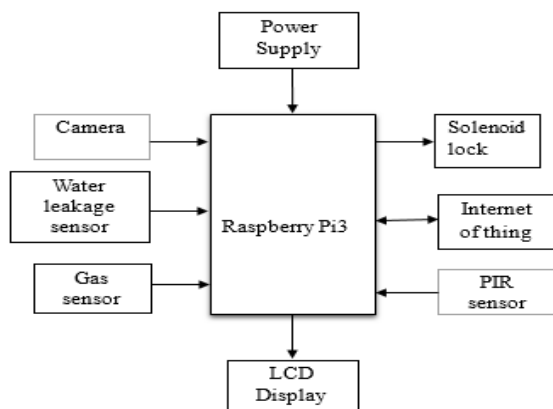 Power
Supply
Camera
Solenoid
lock
Water
leakage
sensor
Raspberry Pi3
Internet
of thing
Gas
sensor
PIR
sensor
LCD
Display